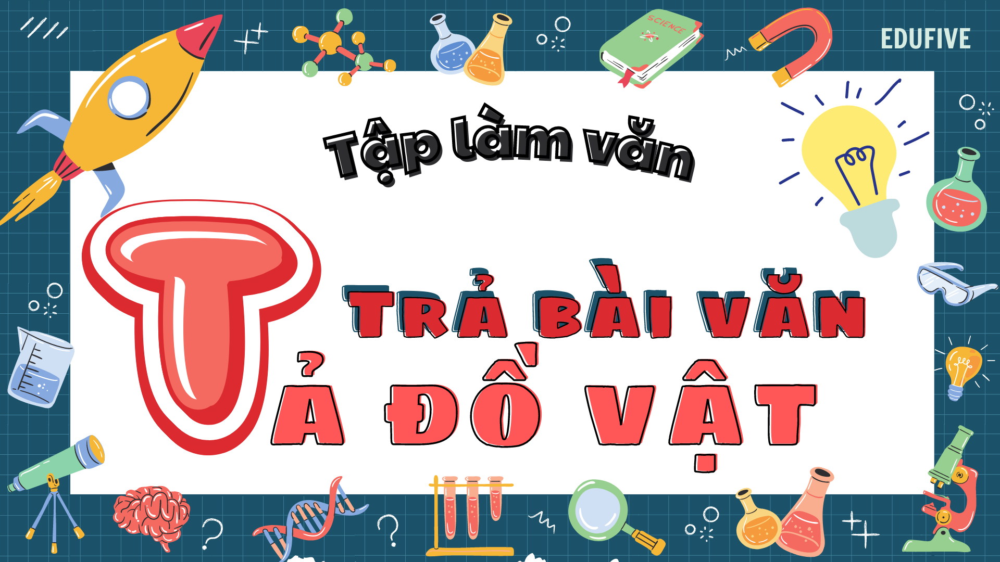 EDUFIVE
SCIENCE
Tập làm văn
TRẢ BÀI VĂN
TẢ ĐỒ VẬT